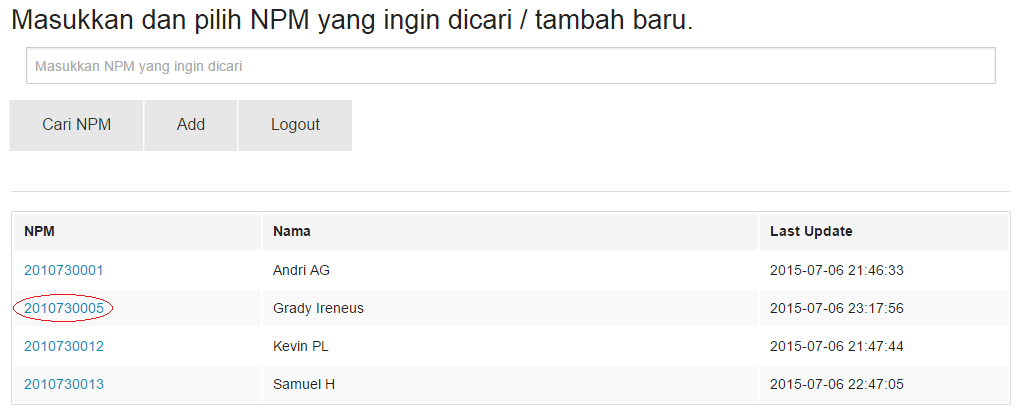 Masukkan dan pilih NPM yang ingin dicari / tambah baru.
Masukkan NPM yang ingin dicari
Cari NPM Add Logout
NPM Nama Last Update
2010730001 Andri AG 2015-07-06 21:46:33
2010730005 Grady Ireneus 2015-07-06 23:17:56
2010730012 Kevin PL 2015-07-06 21:47:44
2010730013 Samuel H 2015-07-06 22:47:05